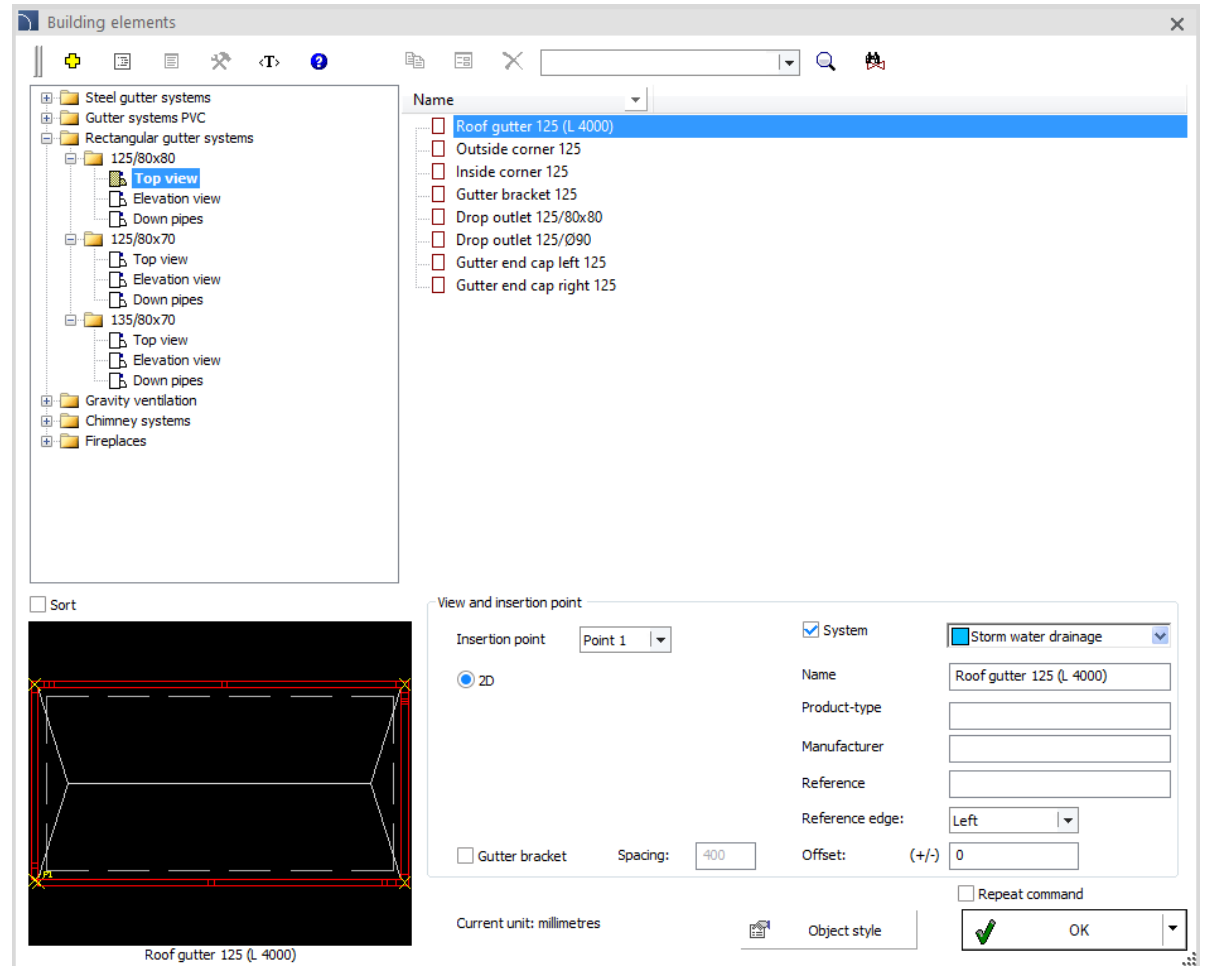 Building elements
<T>
?
Steel gutter systems
Gutter systems PVC
Rectangular gutter systems
125/80x80
Top view
Elevation view
Down pipes
125/80x70
Top view
Elevation view
Down pipes
135/80x70
Top view
Elevation view
Down pipes
Gravity ventilation
Chimney systems
Fireplaces
Name
Roof gutter 125 (L 4000)
Outside corner 125
Inside corner 125
Gutter bracket 125
Drop outlet 125/80x80
Drop outlet 125/Ø90
Gutter end cap left 125
Gutter end cap right 125
Sort
P1
Roof gutter 125 (L 4000)
View and insertion point
Insertion point Point 1
2D
System Storm water drainage
Name Roof gutter 125 (L 4000)
Product-type
Manufacturer
Reference
Reference edge: Left
Gutter bracket Spacing: 400 Offset: (+/-) 0
Repeat command
Current unit: millimetres Object style OK